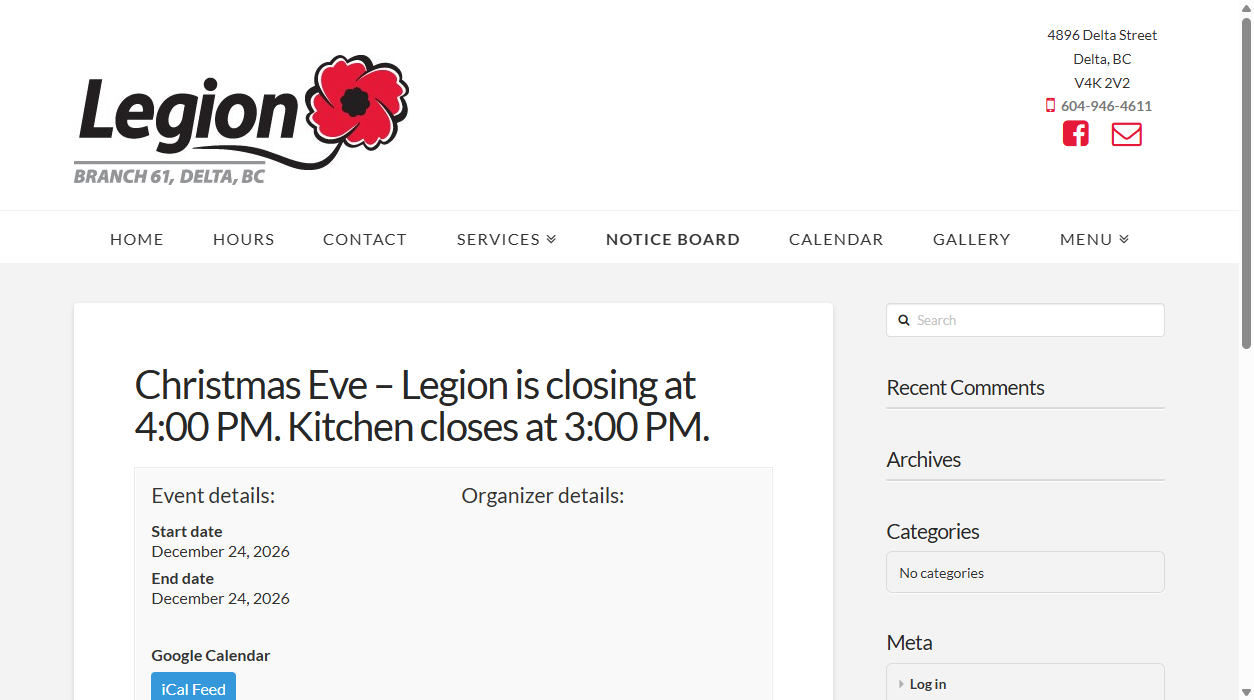 4896 Delta Street
Delta, BC
V4K 2V2
604-946-4611
Legion
BRANCH 61, DELTA, BC
HOME
HOURS
CONTACT
SERVICES
NOTICE BOARD
CALENDAR
GALLERY
MENU
Christmas Eve – Legion is closing at
4:00 PM. Kitchen closes at 3:00 PM.
Event details:
Start date
December 24, 2026
End date
December 24, 2026
Google Calendar
iCal Feed
Organizer details:
Search
Recent Comments
Archives
Categories
No categories
Meta
Log in